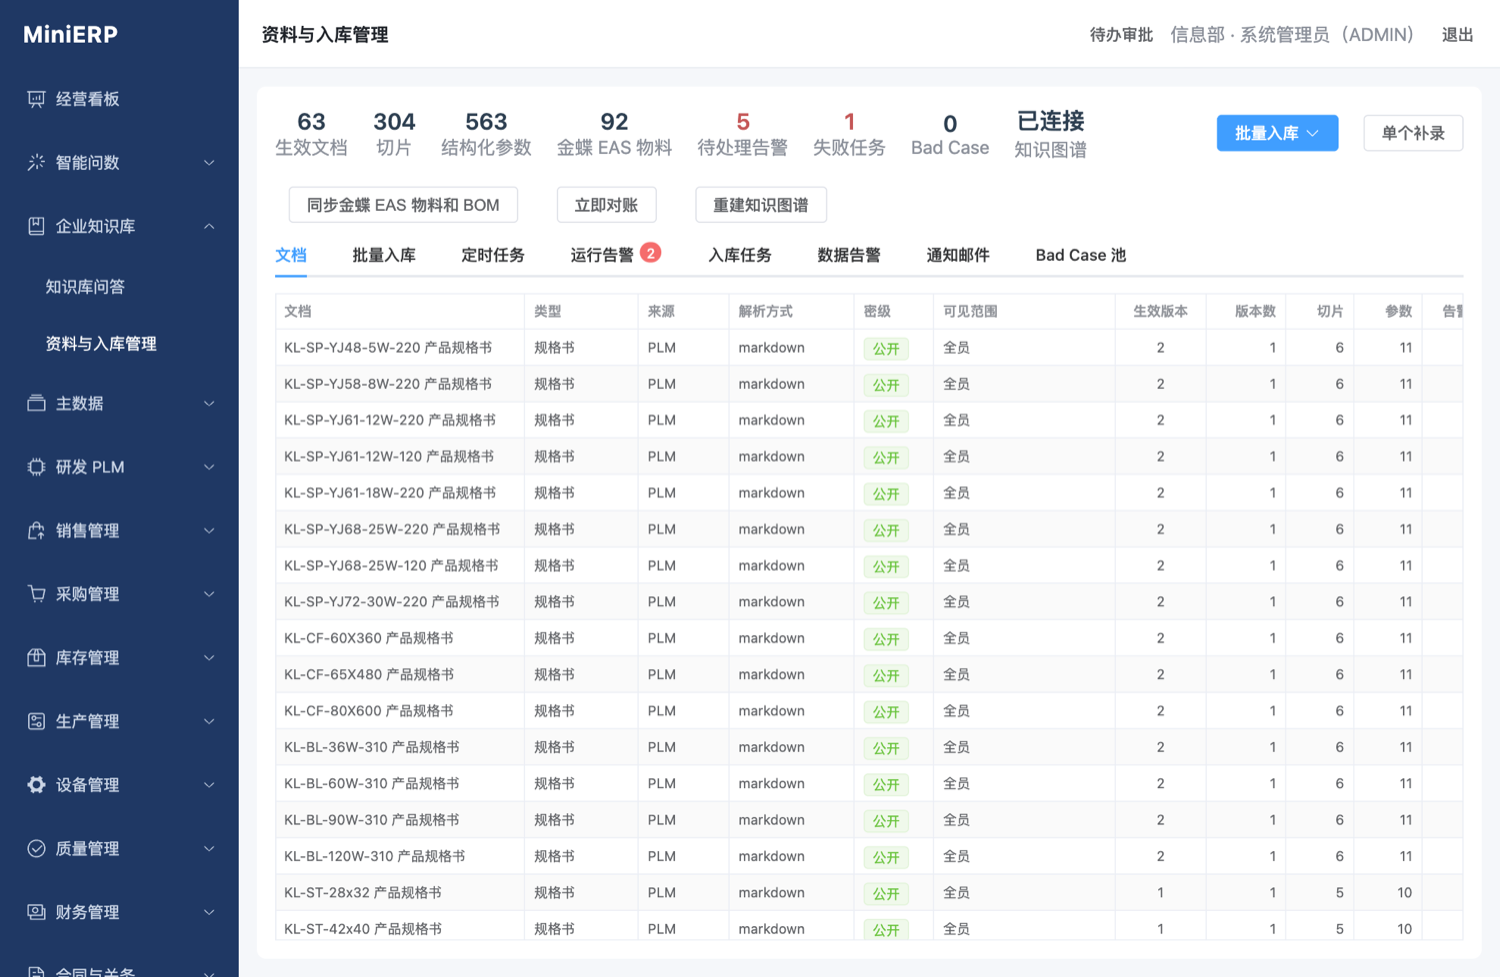 MiniERP
经营看板
智能问数
企业知识库
知识库问答
资料与入库管理
主数据
研发 PLM
销售管理
采购管理
库存管理
生产管理
设备管理
质量管理
财务管理
合同与关务
资料与入库管理
待办审批 信息部 · 系统管理员（ADMIN） 退出
63 304 563 92 5 1 0 已连接
生效文档 切片 结构化参数 金蝶 EAS 物料 待处理告警 失败任务 Bad Case 知识图谱
批量入库 单个补录
同步金蝶 EAS 物料和 BOM 立即对账 重建知识图谱
文档 批量入库 定时任务 运行告警 2 入库任务 数据告警 通知邮件 Bad Case 池
文档 类型 来源 解析方式 密级 可见范围 生效版本 版本数 切片 参数 告
KL-SP-YJ48-5W-220 产品规格书 规格书 PLM markdown 公开 全员 2 1 6 11
KL-SP-YJ58-8W-220 产品规格书 规格书 PLM markdown 公开 全员 2 1 6 11
KL-SP-YJ61-12W-220 产品规格书 规格书 PLM markdown 公开 全员 2 1 6 11
KL-SP-YJ61-12W-120 产品规格书 规格书 PLM markdown 公开 全员 2 1 6 11
KL-SP-YJ61-18W-220 产品规格书 规格书 PLM markdown 公开 全员 2 1 6 11
KL-SP-YJ68-25W-220 产品规格书 规格书 PLM markdown 公开 全员 2 1 6 11
KL-SP-YJ68-25W-120 产品规格书 规格书 PLM markdown 公开 全员 2 1 6 11
KL-SP-YJ72-30W-220 产品规格书 规格书 PLM markdown 公开 全员 2 1 6 11
KL-CF-60X360 产品规格书 规格书 PLM markdown 公开 全员 2 1 6 11
KL-CF-65X480 产品规格书 规格书 PLM markdown 公开 全员 2 1 6 11
KL-CF-80X600 产品规格书 规格书 PLM markdown 公开 全员 2 1 6 11
KL-BL-36W-310 产品规格书 规格书 PLM markdown 公开 全员 2 1 6 11
KL-BL-60W-310 产品规格书 规格书 PLM markdown 公开 全员 2 1 6 11
KL-BL-90W-310 产品规格书 规格书 PLM markdown 公开 全员 2 1 6 11
KL-BL-120W-310 产品规格书 规格书 PLM markdown 公开 全员 2 1 6 11
KL-ST-28x32 产品规格书 规格书 PLM markdown 公开 全员 1 1 5 10
KL-ST-42x40 产品规格书 规格书 PLM markdown 公开 全员 1 1 5 10